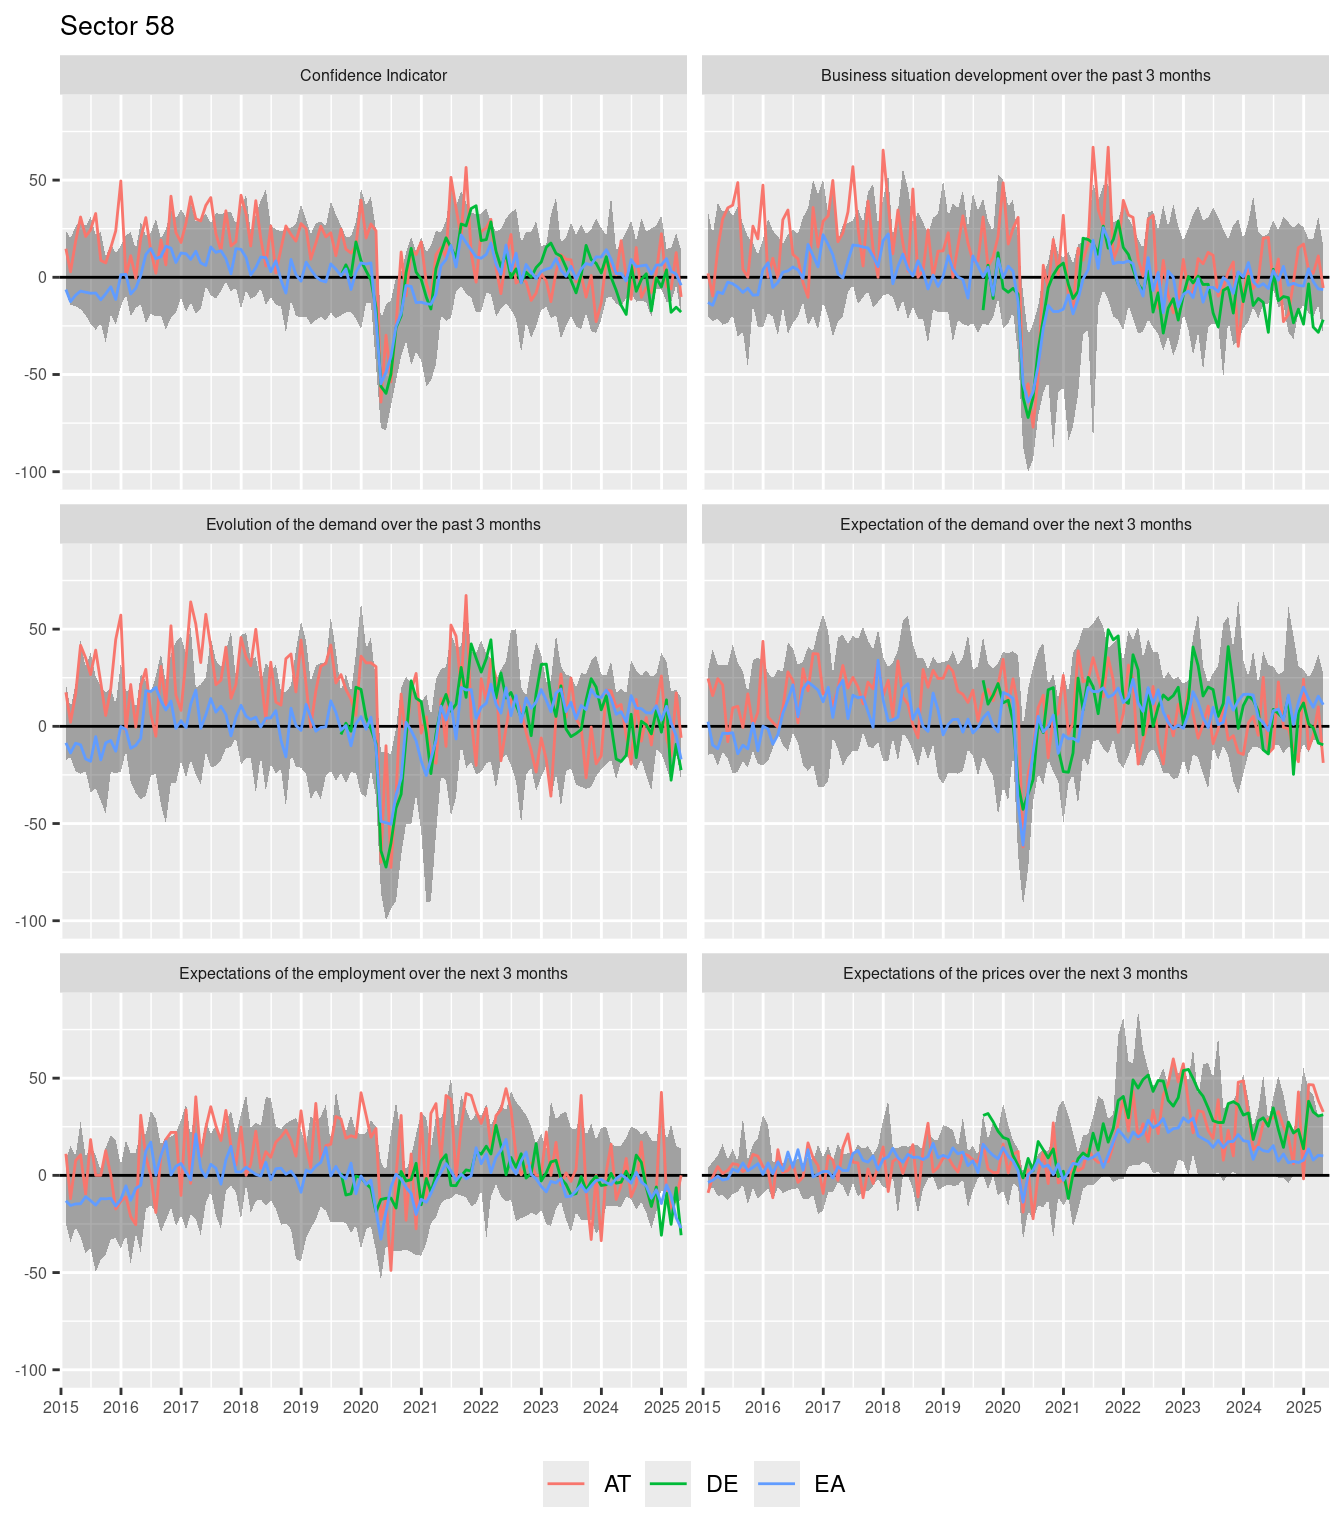 Sector 58
Confidence Indicator
Business situation development over the past 3 months
50
0
-50
-100
Evolution of the demand over the past 3 months
Expectation of the demand over the next 3 months
50
0
-50
-100
Expectations of the employment over the next 3 months
Expectations of the prices over the next 3 months
50
0
-50
-100
2015 2016 2017 2018 2019 2020 2021 2022 2023 2024 2025 2015 2016 2017 2018 2019 2020 2021 2022 2023 2024 2025
AT DE EA